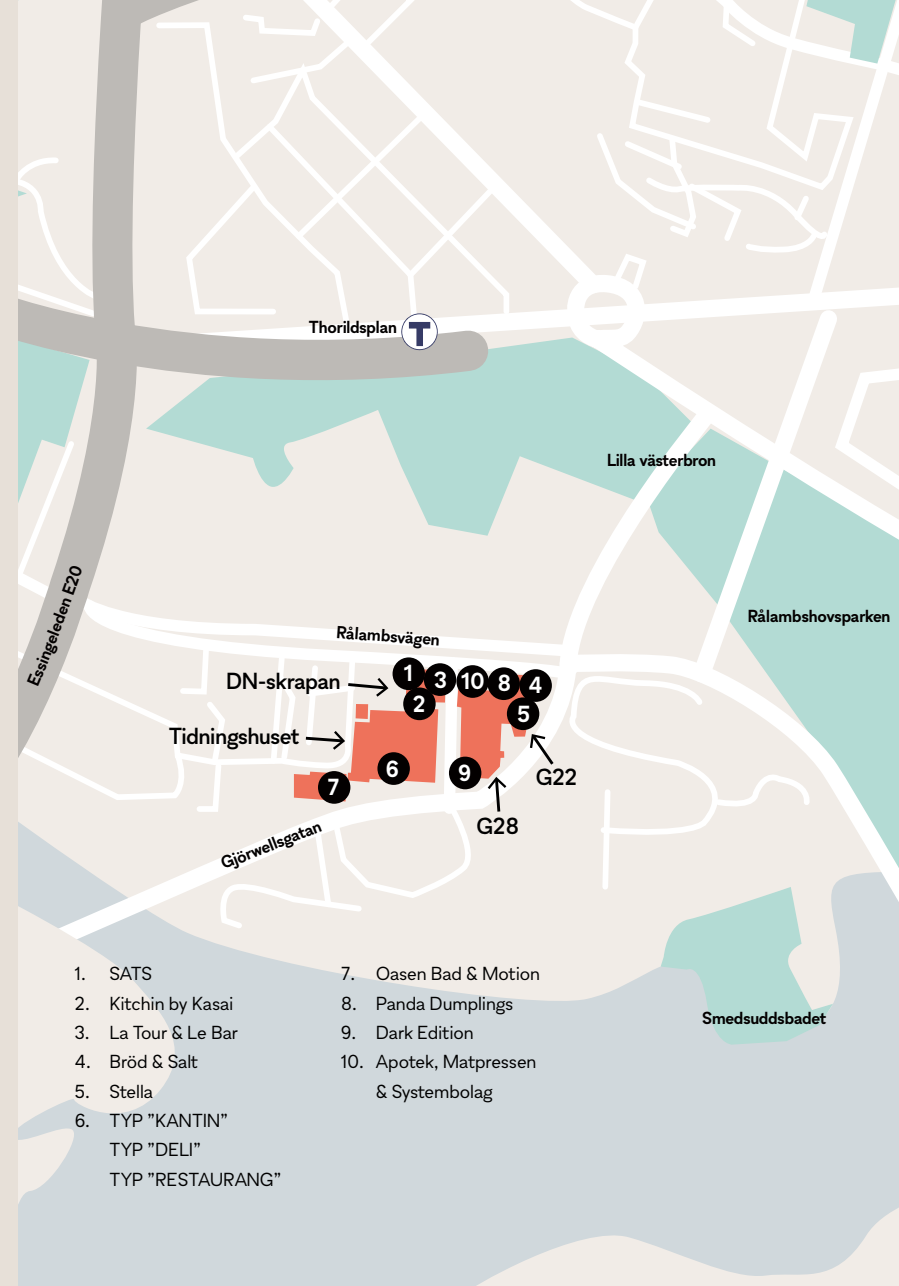 Thorildsplan
T
Lilla västerbron
Essingeleden E20
Rålambshovsparken
Rålambsvägen
DN-skrapan
1
3
10
8
4
2
5
Tidningshuset
6
9
7
G22
G28
Gjörwellsgatan
Smedsuddsbadet
1. SATS
2. Kitchin by Kasai
3. La Tour & Le Bar
4. Bröd & Salt
5. Stella
6. TYP ”KANTIN”
TYP ”DELI”
TYP ”RESTAURANG”
7. Oasen Bad & Motion
8. Panda Dumplings
9. Dark Edition
10. Apotek, Matpressen
& Systembolag